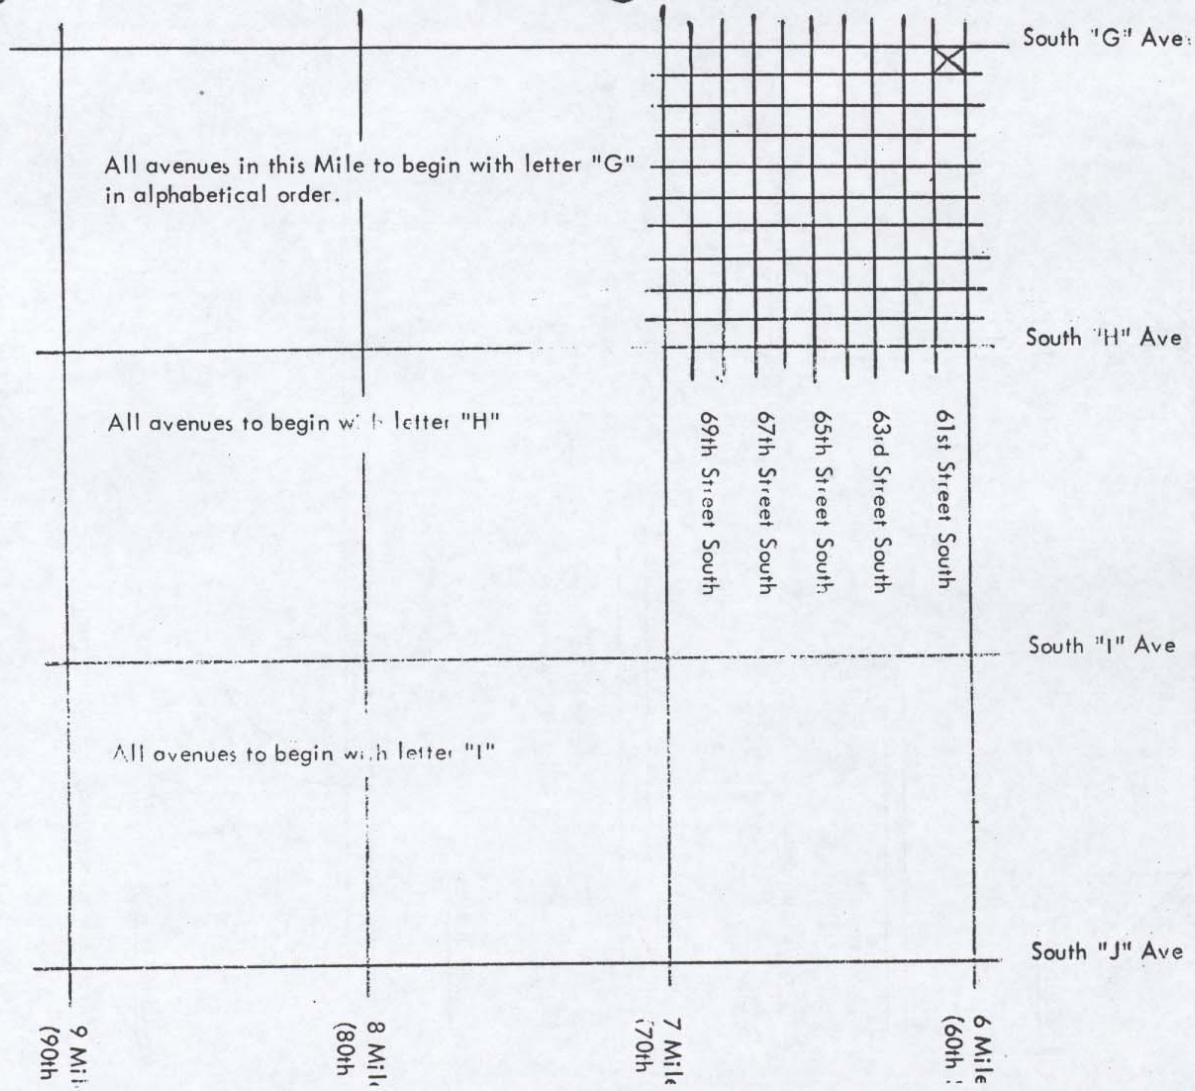 South "G" Ave.
All avenues in this Mile to begin with letter "G"
in alphabetical order.
South "H" Ave
All avenues to begin with letter "H"
69th Street South
67th Street South
65th Street South
63rd Street South
61st Street South
South "I" Ave
All avenues to begin with letter "I"
South "J" Ave
9 Mil
(90th
8 Mile
(80th
7 Mile
(70th
6 Mile
(60th